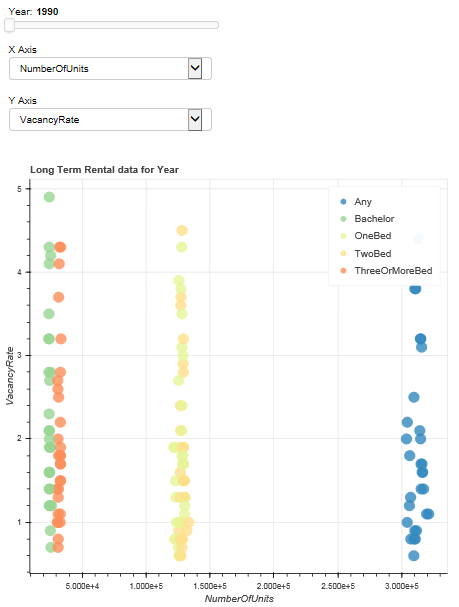 Year: 1990
X Axis
NumberOfUnits
Y Axis
VacancyRate
Long Term Rental data for Year
Any
Bachelor
OneBed
TwoBed
ThreeOrMoreBed
5
4
3
2
1
VacancyRate
5.000e+4
1.000e+5
1.500e+5
2.000e+5
2.500e+5
3.000e+5
NumberOfUnits